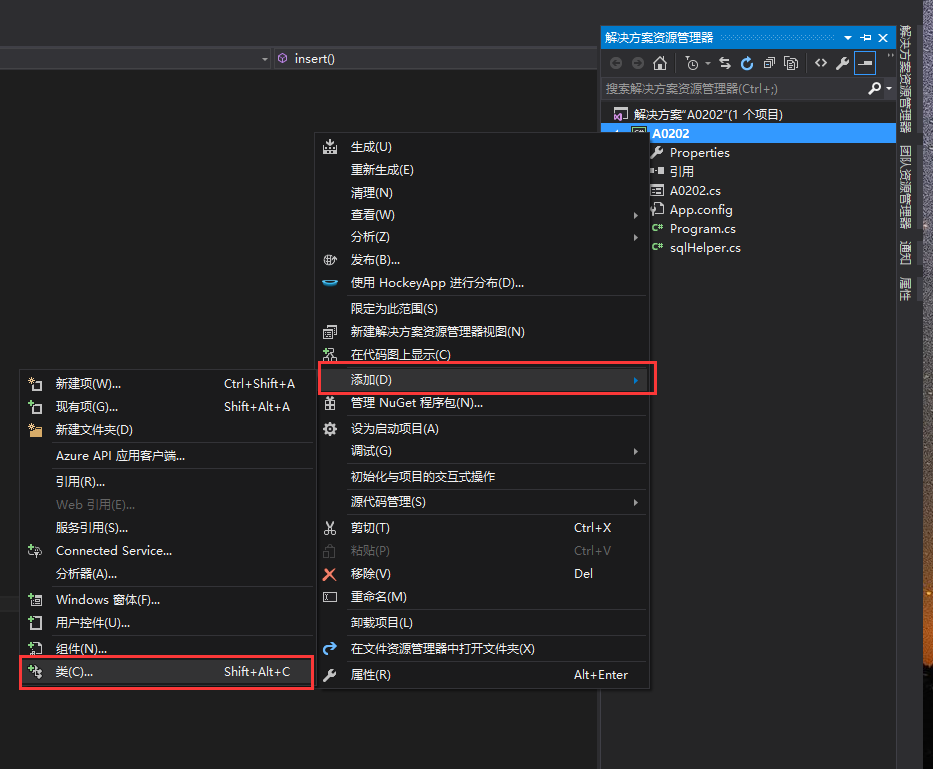 insert()
解决方案资源管理器
搜索解决方案资源管理器(Ctrl+;)
解决方案"A0202"(1 个项目)
A0202
Properties
引用
A0202.cs
App.config
Program.cs
sqlHelper.cs
解决方案资源管理器
团队资源管理器
通知
属性
生成(U)
重新生成(E)
清理(N)
查看(W)
分析(Z)
发布(B)...
使用 HockeyApp 进行分布(D)...
限定为此范围(S)
新建解决方案资源管理器视图(N)
在代码图上显示(C)
添加(D)
管理 NuGet 程序包(N)...
设为启动项目(A)
调试(G)
初始化与项目的交互式操作
源代码管理(S)
剪切(T) Ctrl+X
粘贴(P) Ctrl+V
移除(V) Del
重命名(M)
卸载项目(L)
在文件资源管理器中打开文件夹(X)
属性(R) Alt+Enter
新建项(W)... Ctrl+Shift+A
现有项(G)... Shift+Alt+A
新建文件夹(D)
Azure API 应用客户端...
引用(R)...
Web 引用(E)...
服务引用(S)...
Connected Service...
分析器(A)...
Windows 窗体(F)...
用户控件(U)...
组件(N)...
类(C)... Shift+Alt+C